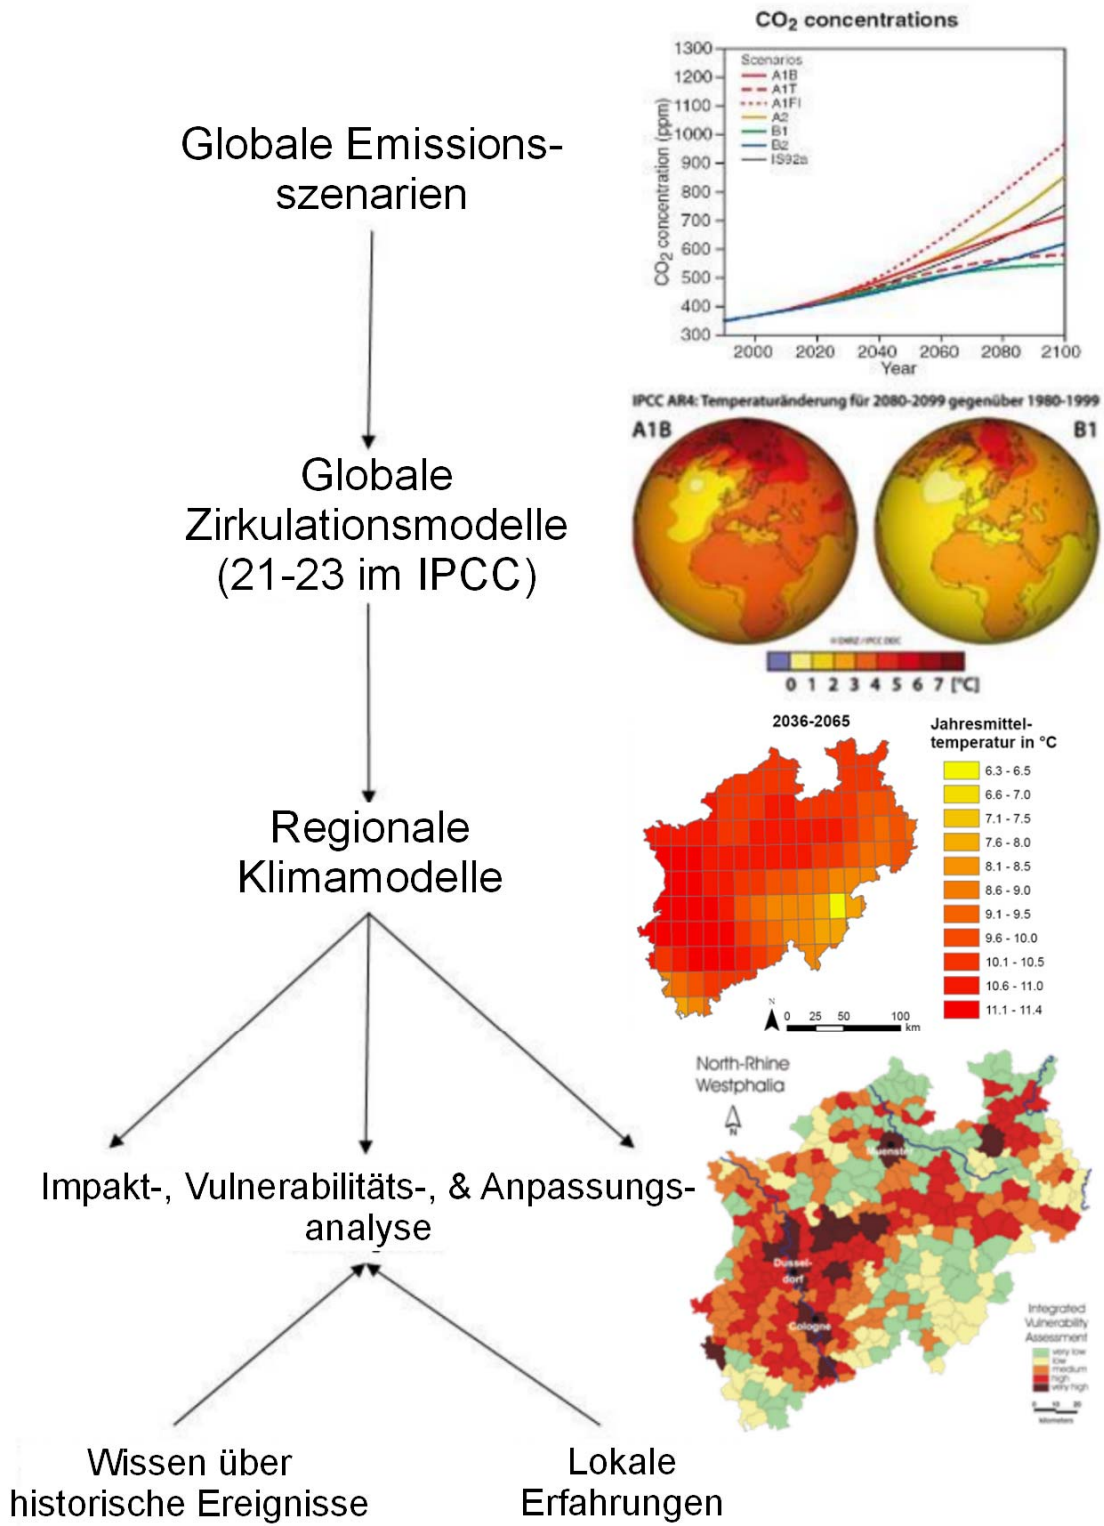 CO2 concentrations
1300
1200
1100
1000
900
800
700
600
500
400
300
CO2 concentration (ppm)
Scenarios
A1B
A1T
A1FI
A2
B1
B2
IS92a
2000 2020 2040 2060 2080 2100
Year
Globale Emissions-
szenarien
IPCC AR4: Temperaturänderung für 2080-2099 gegenüber 1980-1999
A1B
B1
Globale
Zirkulationsmodelle
(21-23 im IPCC)
0 1 2 3 4 5 6 7 [°C]
2036-2065
Jahresmittel-
temperatur in °C
6.3 - 6.5
6.6 - 7.0
7.1 - 7.5
7.6 - 8.0
8.1 - 8.5
8.6 - 9.0
9.1 - 9.5
9.6 - 10.0
10.1 - 10.5
10.6 - 11.0
11.1 - 11.4
N
0 25 50 100
km
Regionale
Klimamodelle
North-Rhine
Westphalia
N
Muenster
Dussel-
dorf
Cologne
Integrated
Vulnerability
Assessment
very low
low
medium
high
very high
kilometers
Impakt-, Vulnerabilitäts-, & Anpassungs-
analyse
Wissen über
historische Ereignisse
Lokale
Erfahrungen